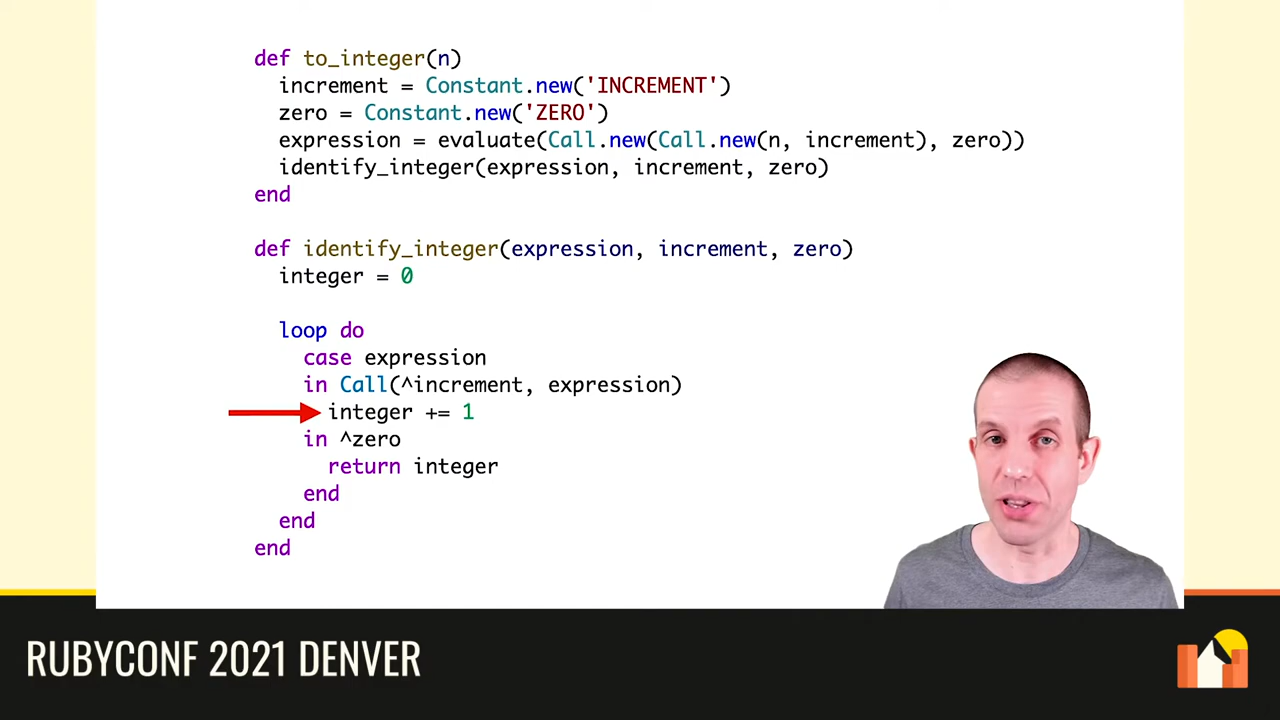 def to_integer(n)
  increment = Constant.new('INCREMENT')
  zero = Constant.new('ZERO')
  expression = evaluate(Call.new(Call.new(n, increment), zero))
  identify_integer(expression, increment, zero)
end

def identify_integer(expression, increment, zero)
  integer = 0

  loop do
    case expression
    in Call(^increment, expression)
      integer += 1
    in ^zero
      return integer
    end
  end
end
RUBYCONF 2021 DENVER